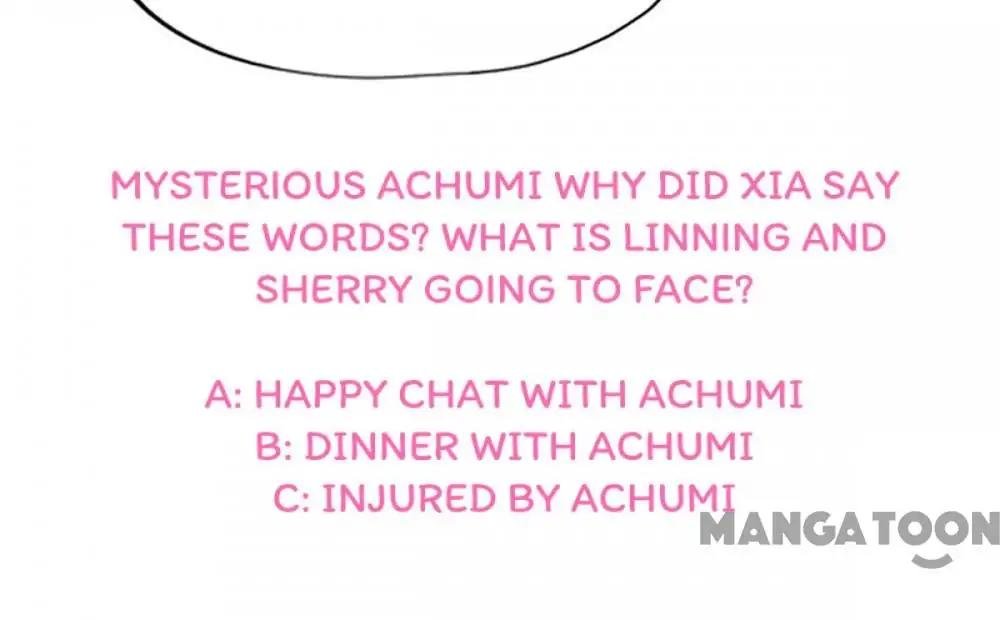 MYSTERIOUS ACHUMI WHY DID XIA SAY
THESE WORDS? WHAT IS LINNING AND
SHERRY GOING TO FACE?
A: HAPPY CHAT WITH ACHUMI
B: DINNER WITH ACHUMI
C: INJURED BY ACHUMI
MANGATOON